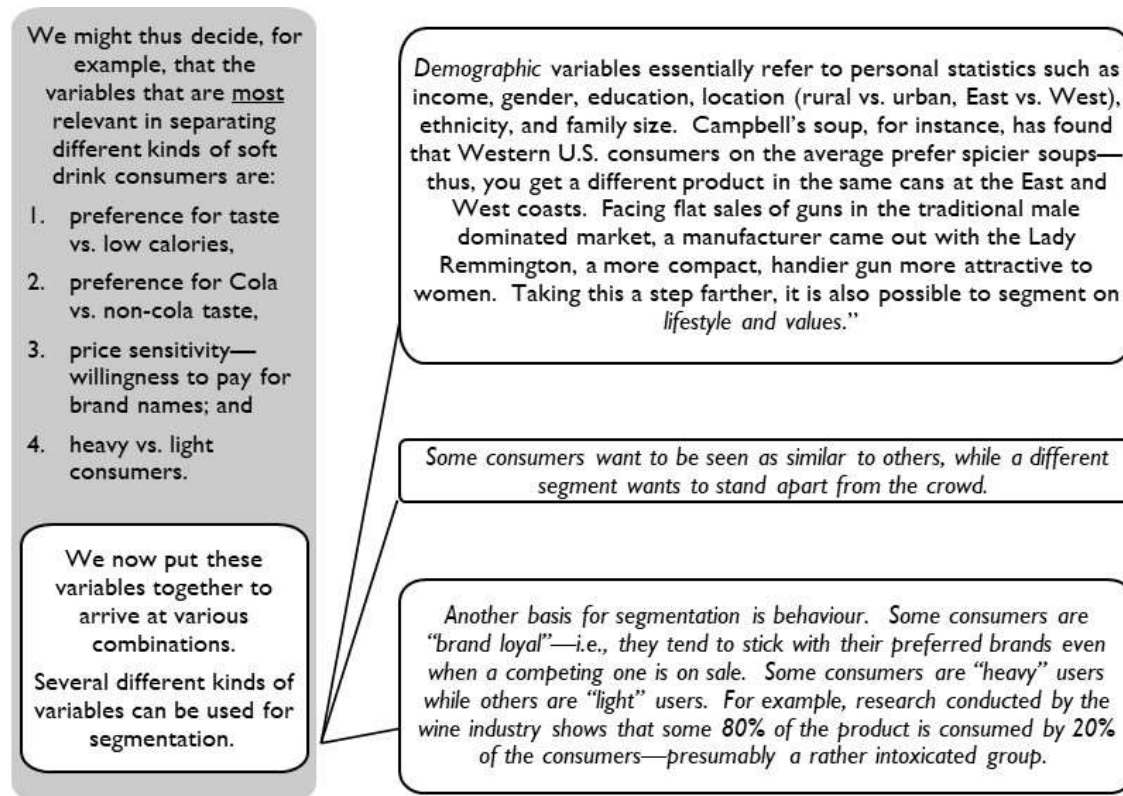 We might thus decide, for
example, that the
variables that are most
relevant in separating
different kinds of soft
drink consumers are:
1. preference for taste
vs. low calories,
2. preference for Cola
vs. non-cola taste,
3. price sensitivity—
willingness to pay for
brand names; and
4. heavy vs. light
consumers.
We now put these
variables together to
arrive at various
combinations.
Several different kinds of
variables can be used for
segmentation.
Demographic variables essentially refer to personal statistics such as
income, gender, education, location (rural vs. urban, East vs. West),
ethnicity, and family size. Campbell’s soup, for instance, has found
that Western U.S. consumers on the average prefer spicier soups—
thus, you get a different product in the same cans at the East and
West coasts. Facing flat sales of guns in the traditional male
dominated market, a manufacturer came out with the Lady
Remmington, a more compact, handier gun more attractive to
women. Taking this a step farther, it is also possible to segment on
lifestyle and values.”
Some consumers want to be seen as similar to others, while a different
segment wants to stand apart from the crowd.
Another basis for segmentation is behaviour. Some consumers are
“brand loyal”—i.e., they tend to stick with their preferred brands even
when a competing one is on sale. Some consumers are “heavy” users
while others are “light” users. For example, research conducted by the
wine industry shows that some 80% of the product is consumed by 20%
of the consumers—presumably a rather intoxicated group.